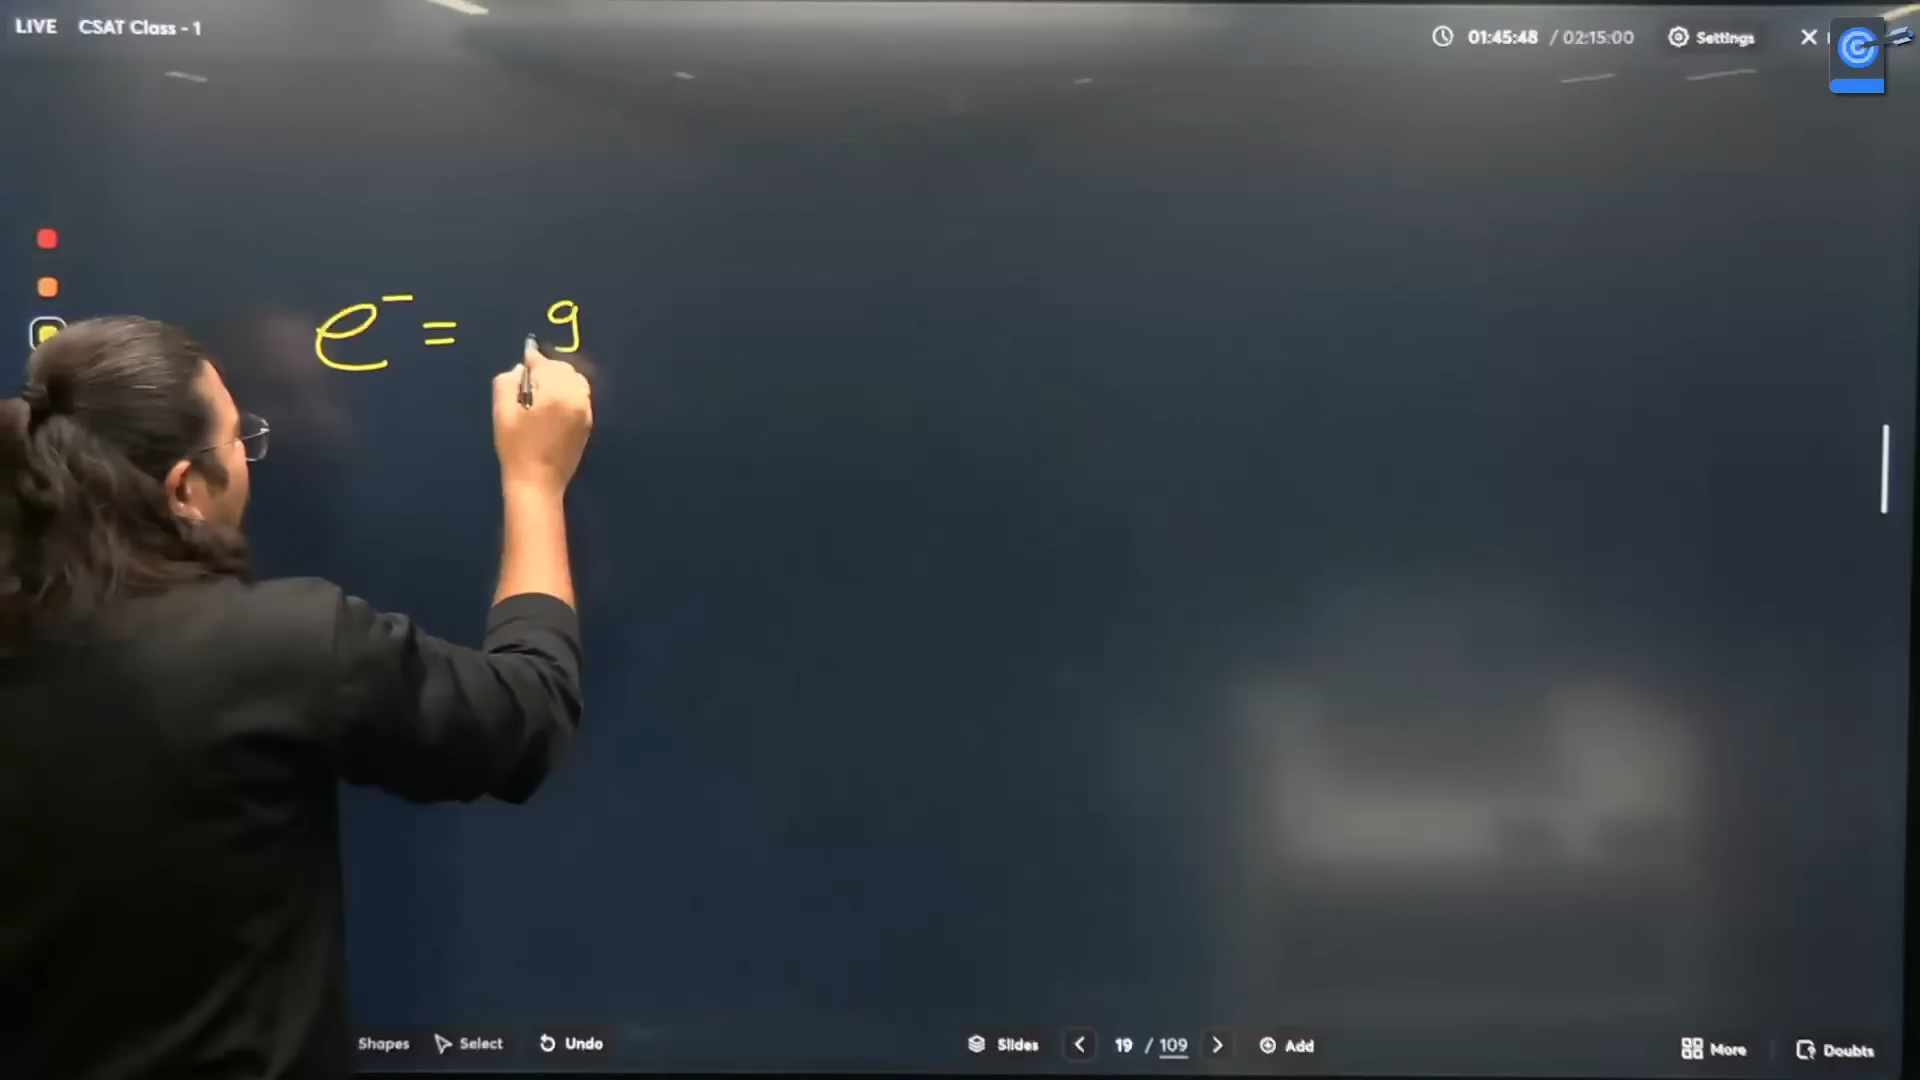 LIVE CSAT Class - 1 01:45:48 / 02:15:00 Settings
e⁻ = 9
Shapes Select Undo Slides 19 / 109 Add More Doubts